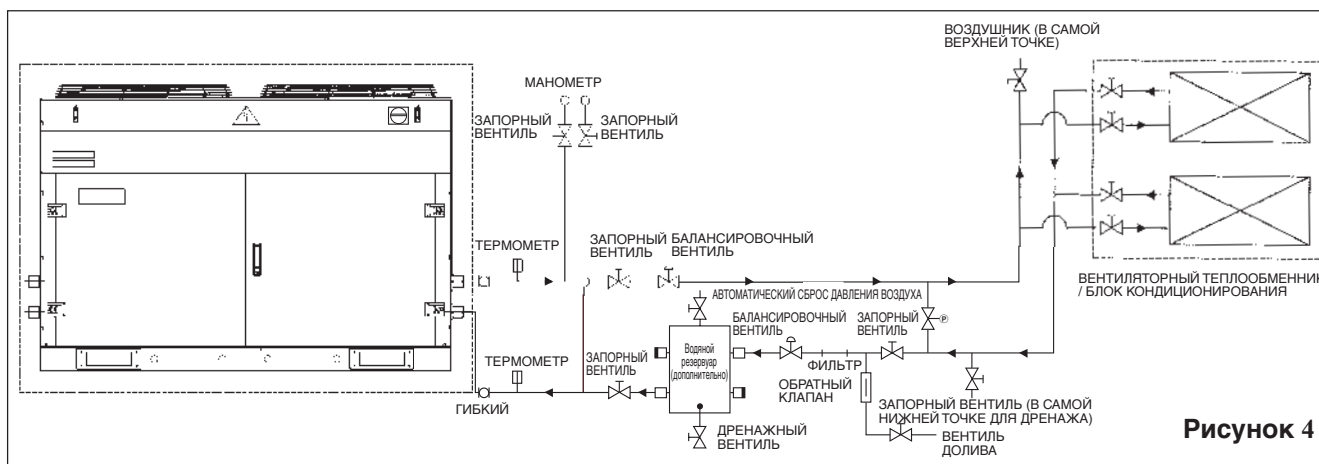 ВОЗДУШНИК (В САМОЙ
ВЕРХНЕЙ ТОЧКЕ)
МАНОМЕТР
ЗАПОРНЫЙ
ВЕНТИЛЬ
ЗАПОРНЫЙ
ВЕНТИЛЬ
ТЕРМОМЕТР
ЗАПОРНЫЙ
ВЕНТИЛЬ
БАЛАНСИРОВОЧНЫЙ
ВЕНТИЛЬ
ВЕНТИЛЯТОРНЫЙ ТЕПЛООБМЕННИК
/ БЛОК КОНДИЦИОНИРОВАНИЯ
АВТОМАТИЧЕСКИЙ СБРОС ДАВЛЕНИЯ ВОЗДУХА
БАЛАНСИРОВОЧНЫЙ
ВЕНТИЛЬ
ЗАПОРНЫЙ
ВЕНТИЛЬ
P
Водяной
резервуар
(дополнительно)
ТЕРМОМЕТР
ЗАПОРНЫЙ
ВЕНТИЛЬ
ФИЛЬТР
ОБРАТНЫЙ
КЛАПАН
ГИБКИЙ
ЗАПОРНЫЙ ВЕНТИЛЬ (В САМОЙ
НИЖНЕЙ ТОЧКЕ ДЛЯ ДРЕНАЖА)
ДРЕНАЖНЫЙ
ВЕНТИЛЬ
ВЕНТИЛЬ
ДОЛИВА
Рисунок 4